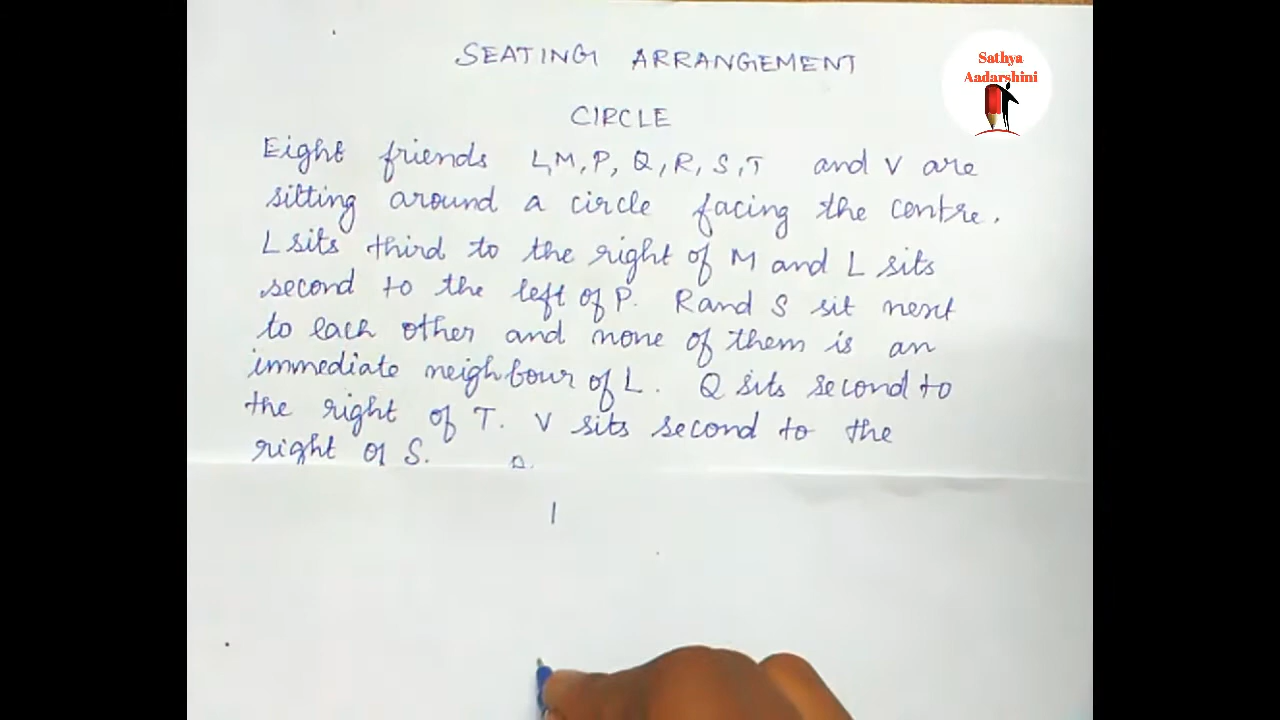 SEATING ARRANGEMENT
Sathya
Aadarshini
CIRCLE
Eight friends L, M, P, Q, R, S, T and V are
sitting around a circle facing the centre.
L sits third to the right of M and L sits
second to the left of P. R and S sit next
to each other and none of them is an
immediate neighbour of L. Q sits second to
the right of T. V sits second to the
right of S.